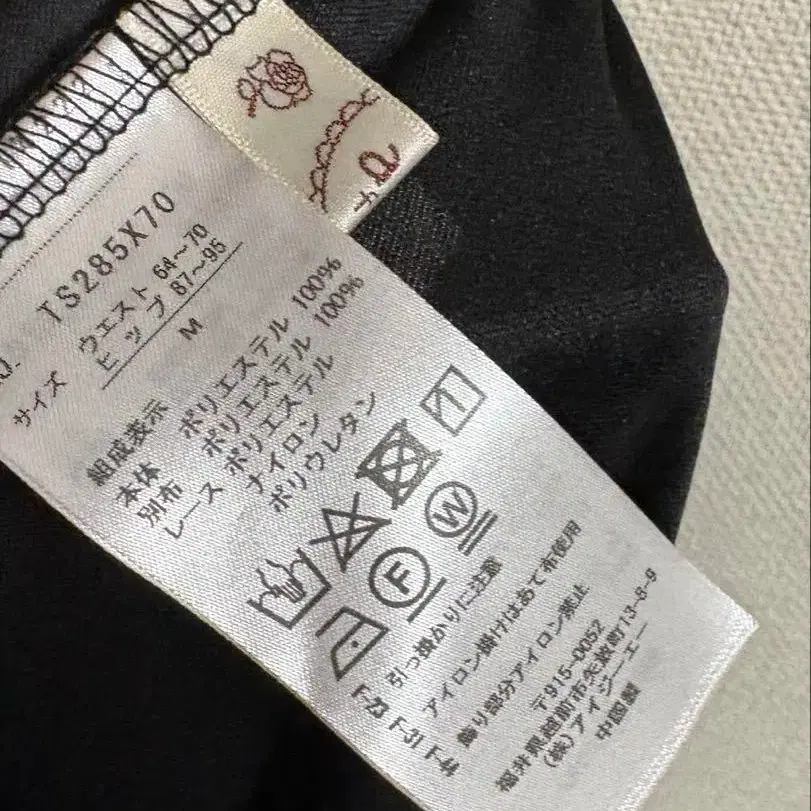 TS285X70
サイズ ウエスト 64～70
ヒップ 87～95
M
組成表示
本体 ポリエステル 100%
別布 ポリエステル 100%
レース ポリエステル
ナイロン
ポリウレタン
W
F
F-23 F-31 F-44
引っ掛かりに注意
アイロン掛けはあて布使用
飾り部分アイロン禁止
〒915-0052
福井県越前市矢放町13-8-9
(株)アイジーエー
中国製